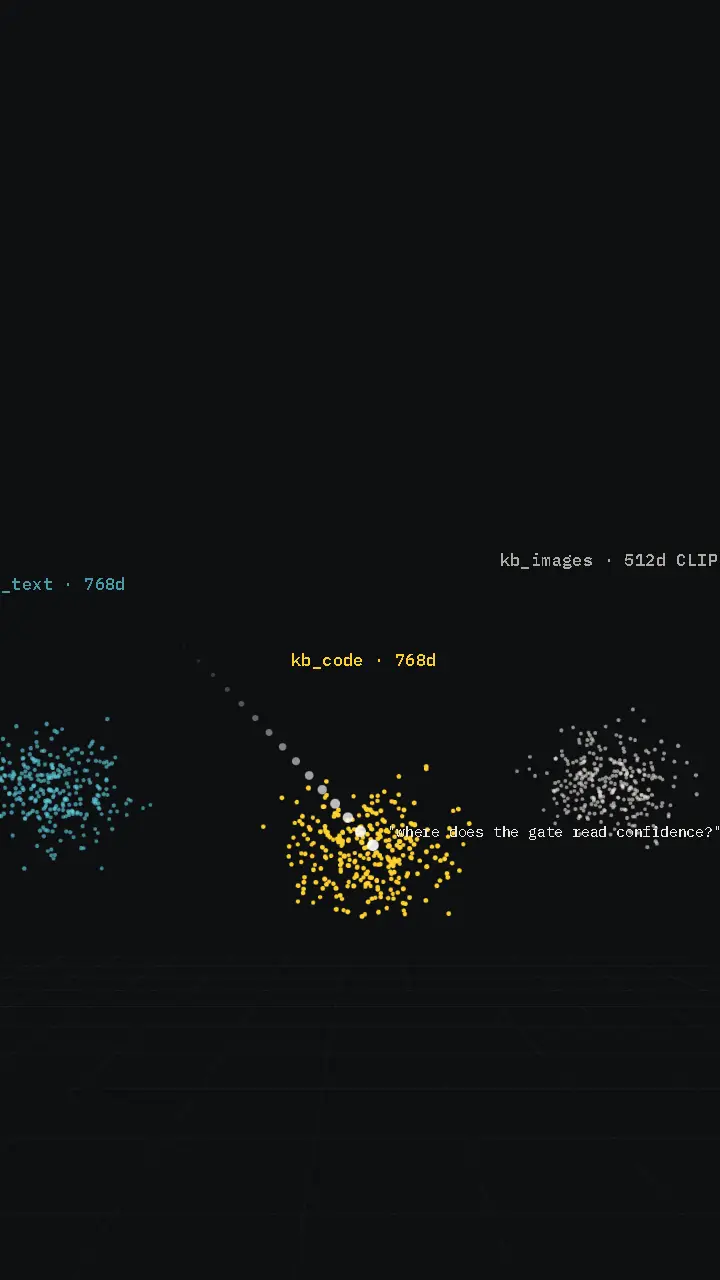 kb_images · 512d CLIP
_text · 768d
kb_code · 768d
"where does the gate read confidence?"